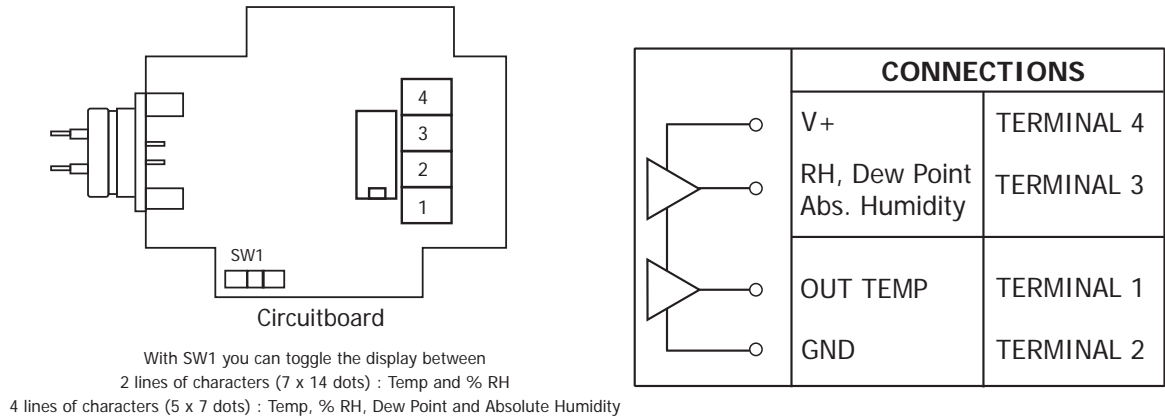 4
3
2
1
SW1
Circuitboard
With SW1 you can toggle the display between
2 lines of characters (7 x 14 dots) : Temp and % RH
4 lines of characters (5 x 7 dots) : Temp, % RH, Dew Point and Absolute Humidity
CONNECTIONS
V+ TERMINAL 4
RH, Dew Point
Abs. Humidity TERMINAL 3
OUT TEMP TERMINAL 1
GND TERMINAL 2